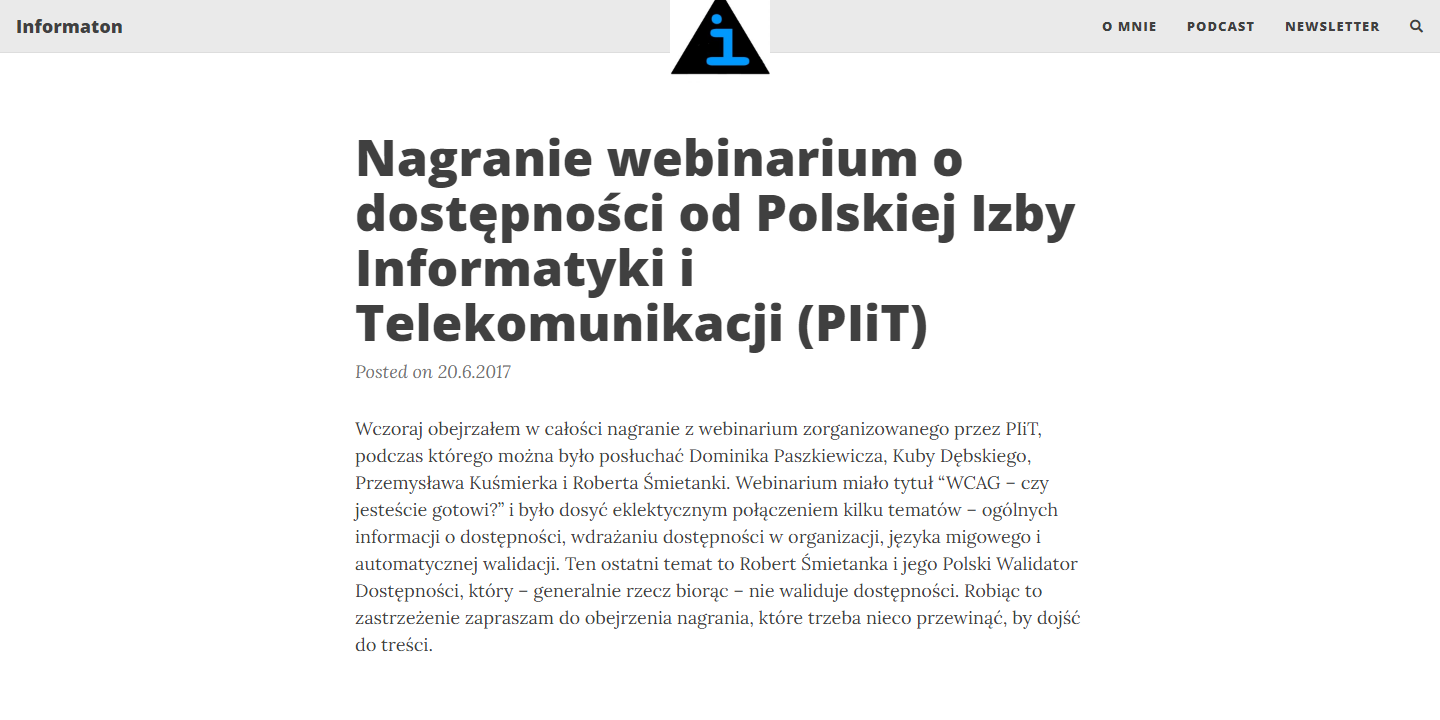 Informaton
i
O MNIE
PODCAST
NEWSLETTER
Nagranie webinarium o
dostępności od Polskiej Izby
Informatyki i
Telekomunikacji (PIiT)
Posted on 20.6.2017
Wczoraj obejrzałem w całości nagranie z webinarium zorganizowanego przez PIiT,
podczas którego można było posłuchać Dominika Paszkiewicza, Kuby Dębskiego,
Przemysława Kuśmierka i Roberta Śmietanki. Webinarium miało tytuł “WCAG – czy
jesteście gotowi?” i było dosyć eklektycznym połączeniem kilku tematów – ogólnych
informacji o dostępności, wdrażaniu dostępności w organizacji, języka migowego i
automatycznej walidacji. Ten ostatni temat to Robert Śmietanka i jego Polski Walidator
Dostępności, który – generalnie rzecz biorąc – nie waliduje dostępności. Robiąc to
zastrzeżenie zapraszam do obejrzenia nagrania, które trzeba nieco przewinąć, by dojść
do treści.